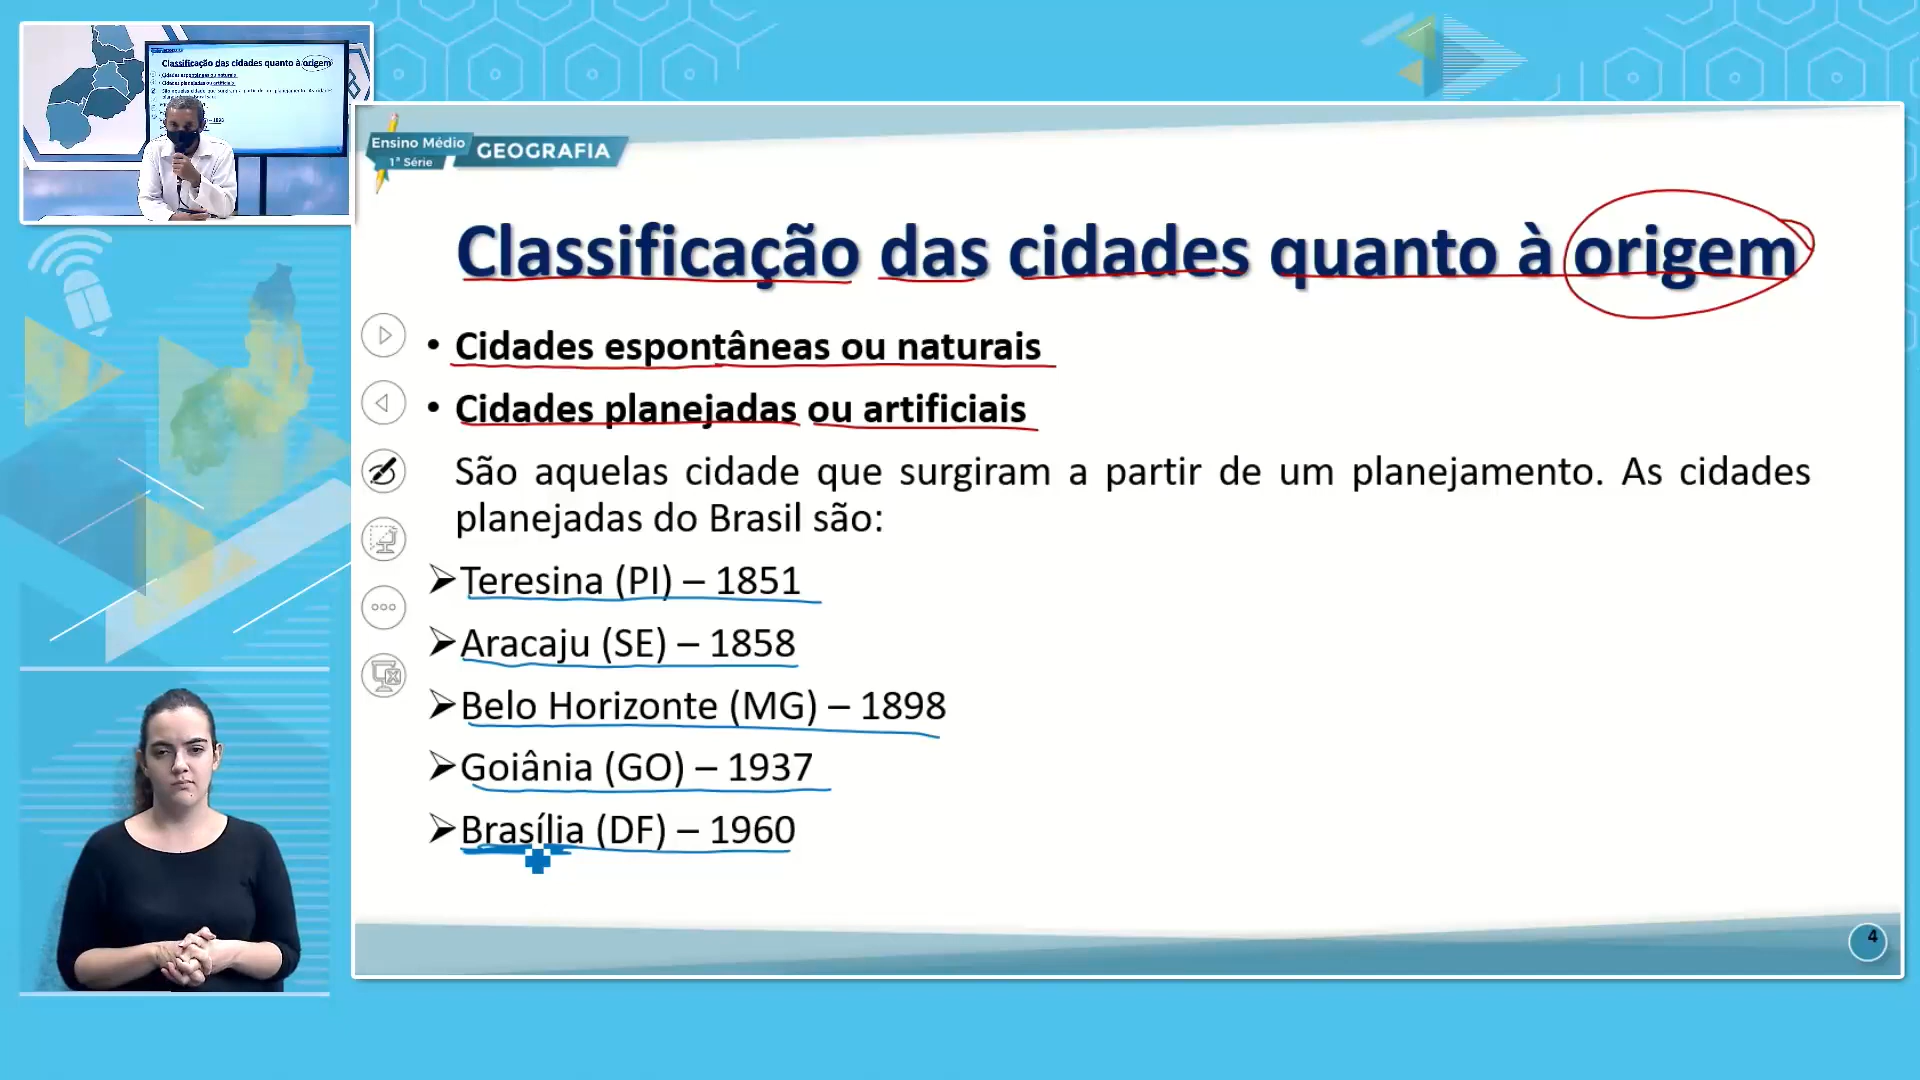 Classificação das cidades quanto à origem
Ensino Médio
1ª Série
GEOGRAFIA
Classificação das cidades quanto à origem
• Cidades espontâneas ou naturais
• Cidades planejadas ou artificiais
São aquelas cidade que surgiram a partir de um planejamento. As cidades
planejadas do Brasil são:
➢Teresina (PI) – 1851
➢Aracaju (SE) – 1858
➢Belo Horizonte (MG) – 1898
➢Goiânia (GO) – 1937
➢Brasília (DF) – 1960
4